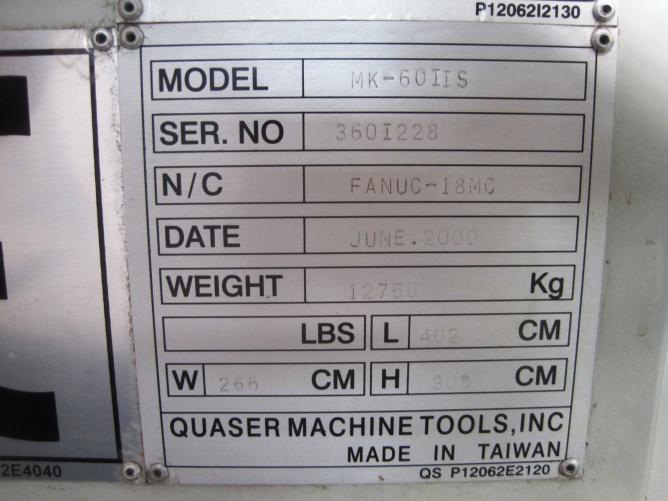 P12062I2130
MODEL MK-60IIS
SER. NO 360I228
N/C FANUC-18MC
DATE JUNE.2000
WEIGHT. 12750 Kg
LBS L 402 CM
W 266 CM H CM
QUASER MACHINE TOOLS, INC
MADE IN TAIWAN
QS P12062E2120
2E4040